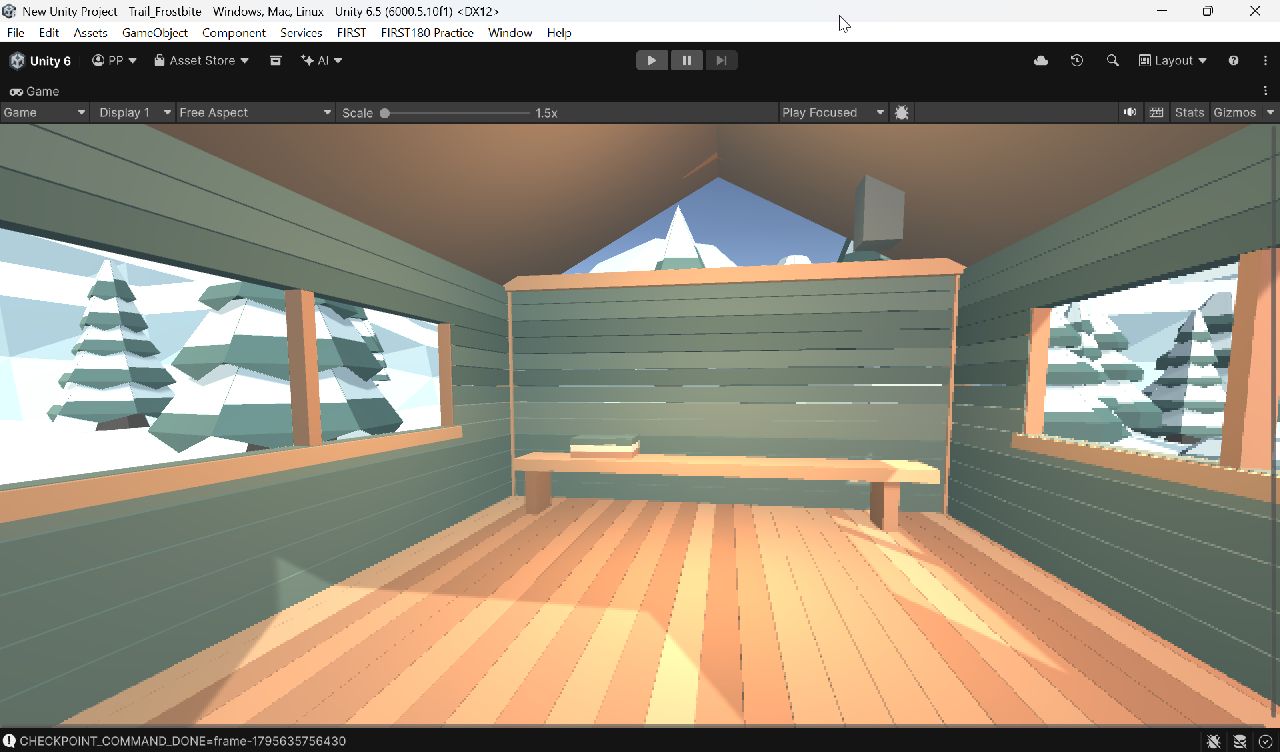 New Unity Project - Trail_Frostbite - Windows, Mac, Linux - Unity 6.5 (6000.5.10f1) <DX12>
File Edit Assets GameObject Component Services FIRST FIRST180 Practice Window Help
Unity 6 PP Asset Store AI Layout
Game
Game Display 1 Free Aspect Scale 1.5x Play Focused Stats Gizmos
CHECKPOINT_COMMAND_DONE=frame-1795635756430